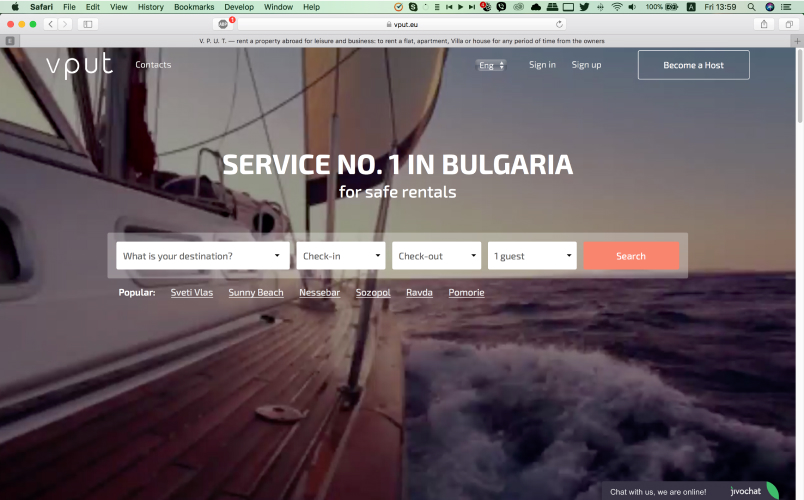 Safari File Edit View History Bookmarks Develop Window Help 100% Fri 13:59
vput.eu
V. P. U. T. — rent a property abroad for leisure and business: to rent a flat, apartment, Villa or house for any period of time from the owners
vput Contacts Eng Sign in Sign up Become a Host
SERVICE NO. 1 IN BULGARIA
for safe rentals
What is your destination? Check-in Check-out 1 guest Search
Popular: Sveti Vlas Sunny Beach Nessebar Sozopol Ravda Pomorie
Chat with us, we are online! jivochat